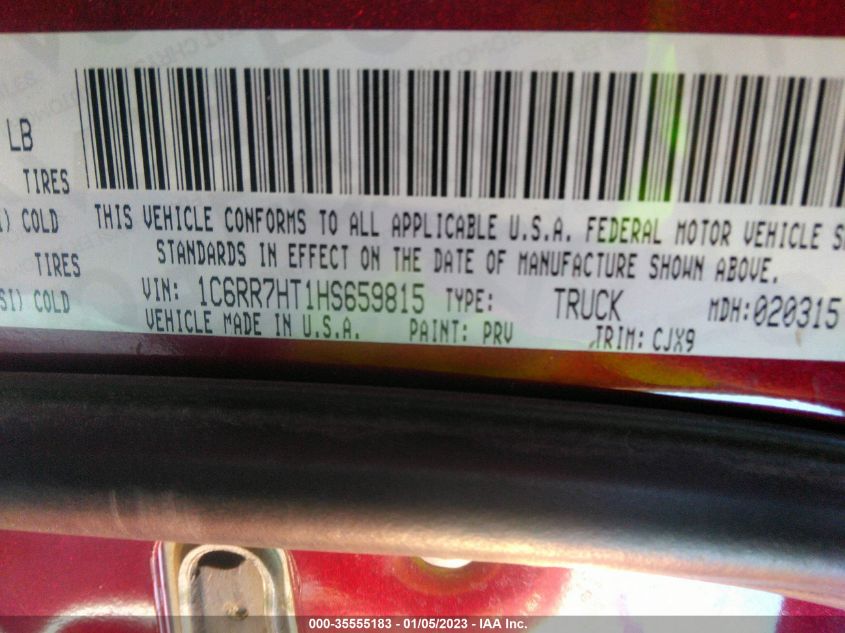 LB
TIRES
I) COLD
THIS VEHICLE CONFORMS TO ALL APPLICABLE U.S.A. FEDERAL MOTOR VEHICLE
STANDARDS IN EFFECT ON THE DATE OF MANUFACTURE SHOWN ABOVE.
TIRES
SI) COLD
VIN: 1C6RR7HT1HS659815 TYPE: TRUCK MDH:020315
VEHICLE MADE IN U.S.A. PAINT: PRV TRIM: CJX9
000-35555183 - 01/05/2023 - IAA Inc.